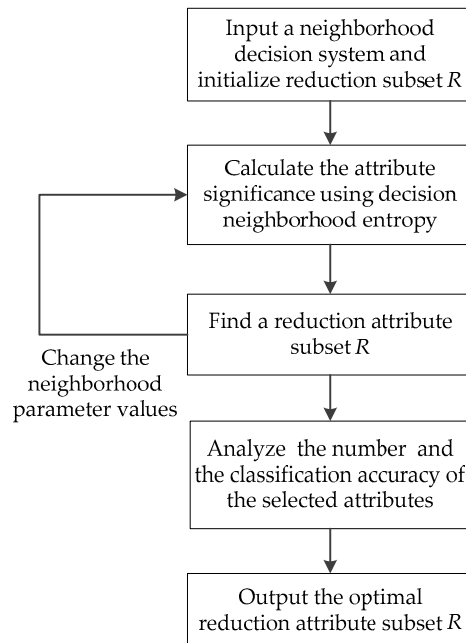 Input a neighborhood
decision system and
initialize reduction subset R
Calculate the attribute
significance using decision
neighborhood entropy
Find a reduction attribute
subset R
Change the
neighborhood
parameter values
Analyze the number and
the classification accuracy of
the selected attributes
Output the optimal
reduction attribute subset R